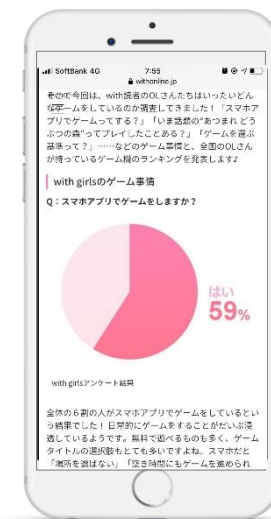 SoftBank 4G 7:55
withonline.jp
そので今回は、with読者のOLさんたちはいったいどん
なゲームをしているのか調査してきました！「スマホア
プリでゲームってする？」「いま話題の“あつまれ どう
ぶつの森”ってプレイしたことある？」「ゲームを選ぶ
基準って？」……などのゲーム事情と、全国のOLさん
が持っているゲーム機のランキングを発表します♪
with girlsのゲーム事情
Q：スマホアプリでゲームをしますか？
はい
59%
with girlsアンケート結果
全体の６割の人がスマホアプリでゲームをしているとい
う結果でした！ 日常的にゲームをすることがだいぶ浸
透しているようです。無料で遊べるものも多く、ゲーム
タイトルの選択肢もとても多いですよね。スマホだと
「場所を選ばない」「空き時間にもゲームを進められ